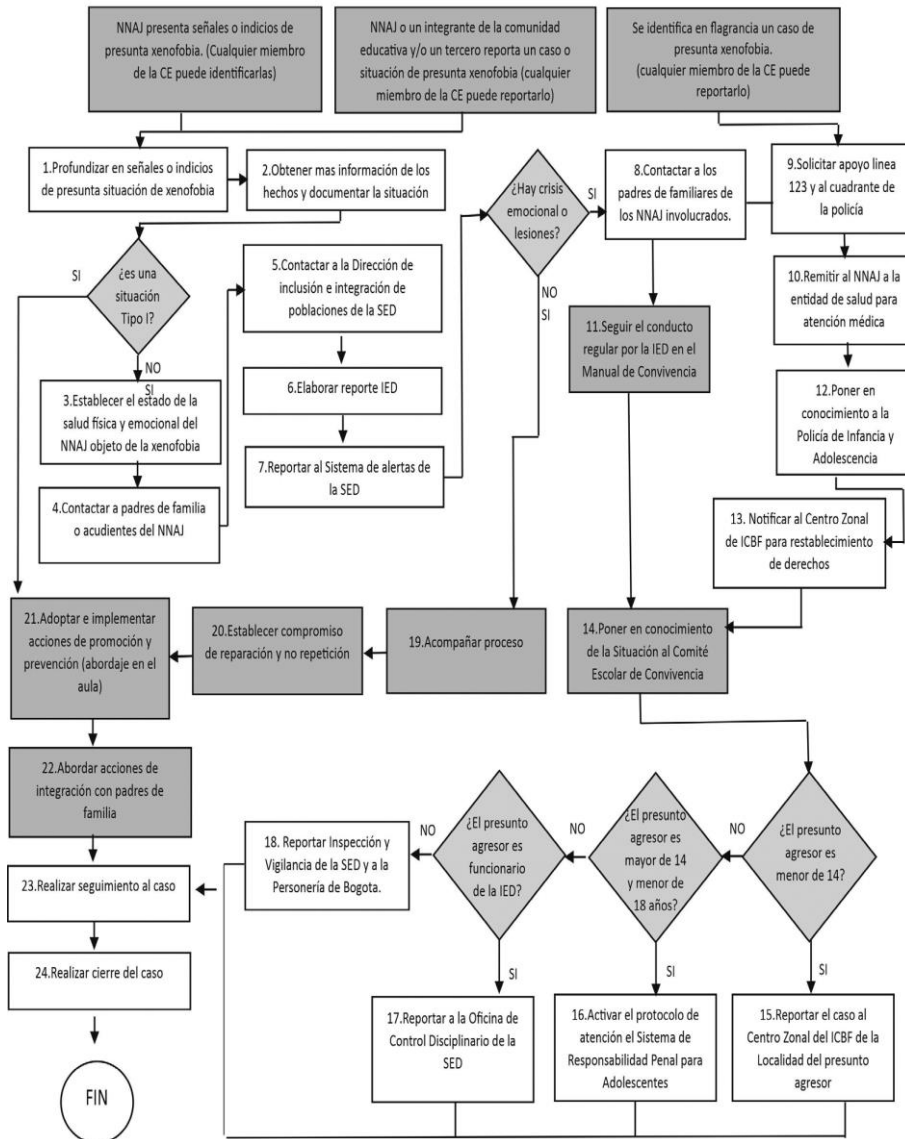 NNAJ presenta señales o indicios
de presunta xenofobia. (Cualquier
miembro de la CE puede
identificarlas)
NNAJ o un integrante de la comunidad
educativa y/o un tercero reporta un caso o
situación de presunta xenofobia (cualquier
miembro de la CE puede reportarlo)
Se identifica en flagrancia un caso de
presunta xenofobia.
(cualquier miembro de la CE puede
reportarlo)
1.Profundizar en señales o indicios
de presunta situación de xenofobia
2.Obtener mas información de los
hechos y documentar la situación
¿Hay crisis
emocional o
lesiones?
SI
NO
SI
8.Contactar a los
padres de familiares de
los NNAJ involucrados.
9.Solicitar apoyo linea
123 y al cuadrante de
la policía
¿es una
situación
Tipo I?
SI
NO
SI
5.Contactar a la Dirección de
inclusión e integración de
poblaciones de la SED
10.Remitir al NNAJ a la
entidad de salud para
atención médica
11.Seguir el conducto
regular por la IED en el
Manual de Convivencia
6.Elaborar reporte IED
3.Establecer el estado de la
salud física y emocional del
NNAJ objeto de la xenofobia
12.Poner en
conocimiento a la
Policía de Infancia y
Adolescencia
7.Reportar al Sistema de alertas de
la SED
4.Contactar a padres de familia
o acudientes del NNAJ
13. Notificar al Centro Zonal
de ICBF para restablecimiento
de derechos
21.Adoptar e implementar
acciones de promoción y
prevención (abordaje en el
aula)
20.Establecer compromiso
de reparación y no repetición
19.Acompañar proceso
14.Poner en conocimiento
de la Situación al Comité
Escolar de Convivencia
22.Abordar acciones de
integración con padres de
familia
18. Reportar Inspección y
Vigilancia de la SED y a la
Personería de Bogota.
NO
¿El presunto
agresor es
funcionario
de la IED?
NO
¿El presunto
agresor es
mayor de 14
y menor de
18 años?
NO
¿El presunto
agresor es
menor de 14?
23.Realizar seguimiento al caso
SI
SI
SI
24.Realizar cierre del caso
17.Reportar a la Oficina de
Control Disciplinario de la
SED
16.Activar el protocolo de
atención el Sistema de
Responsabilidad Penal para
Adolescentes
15.Reportar el caso al
Centro Zonal del ICBF de la
Localidad del presunto
agresor
FIN